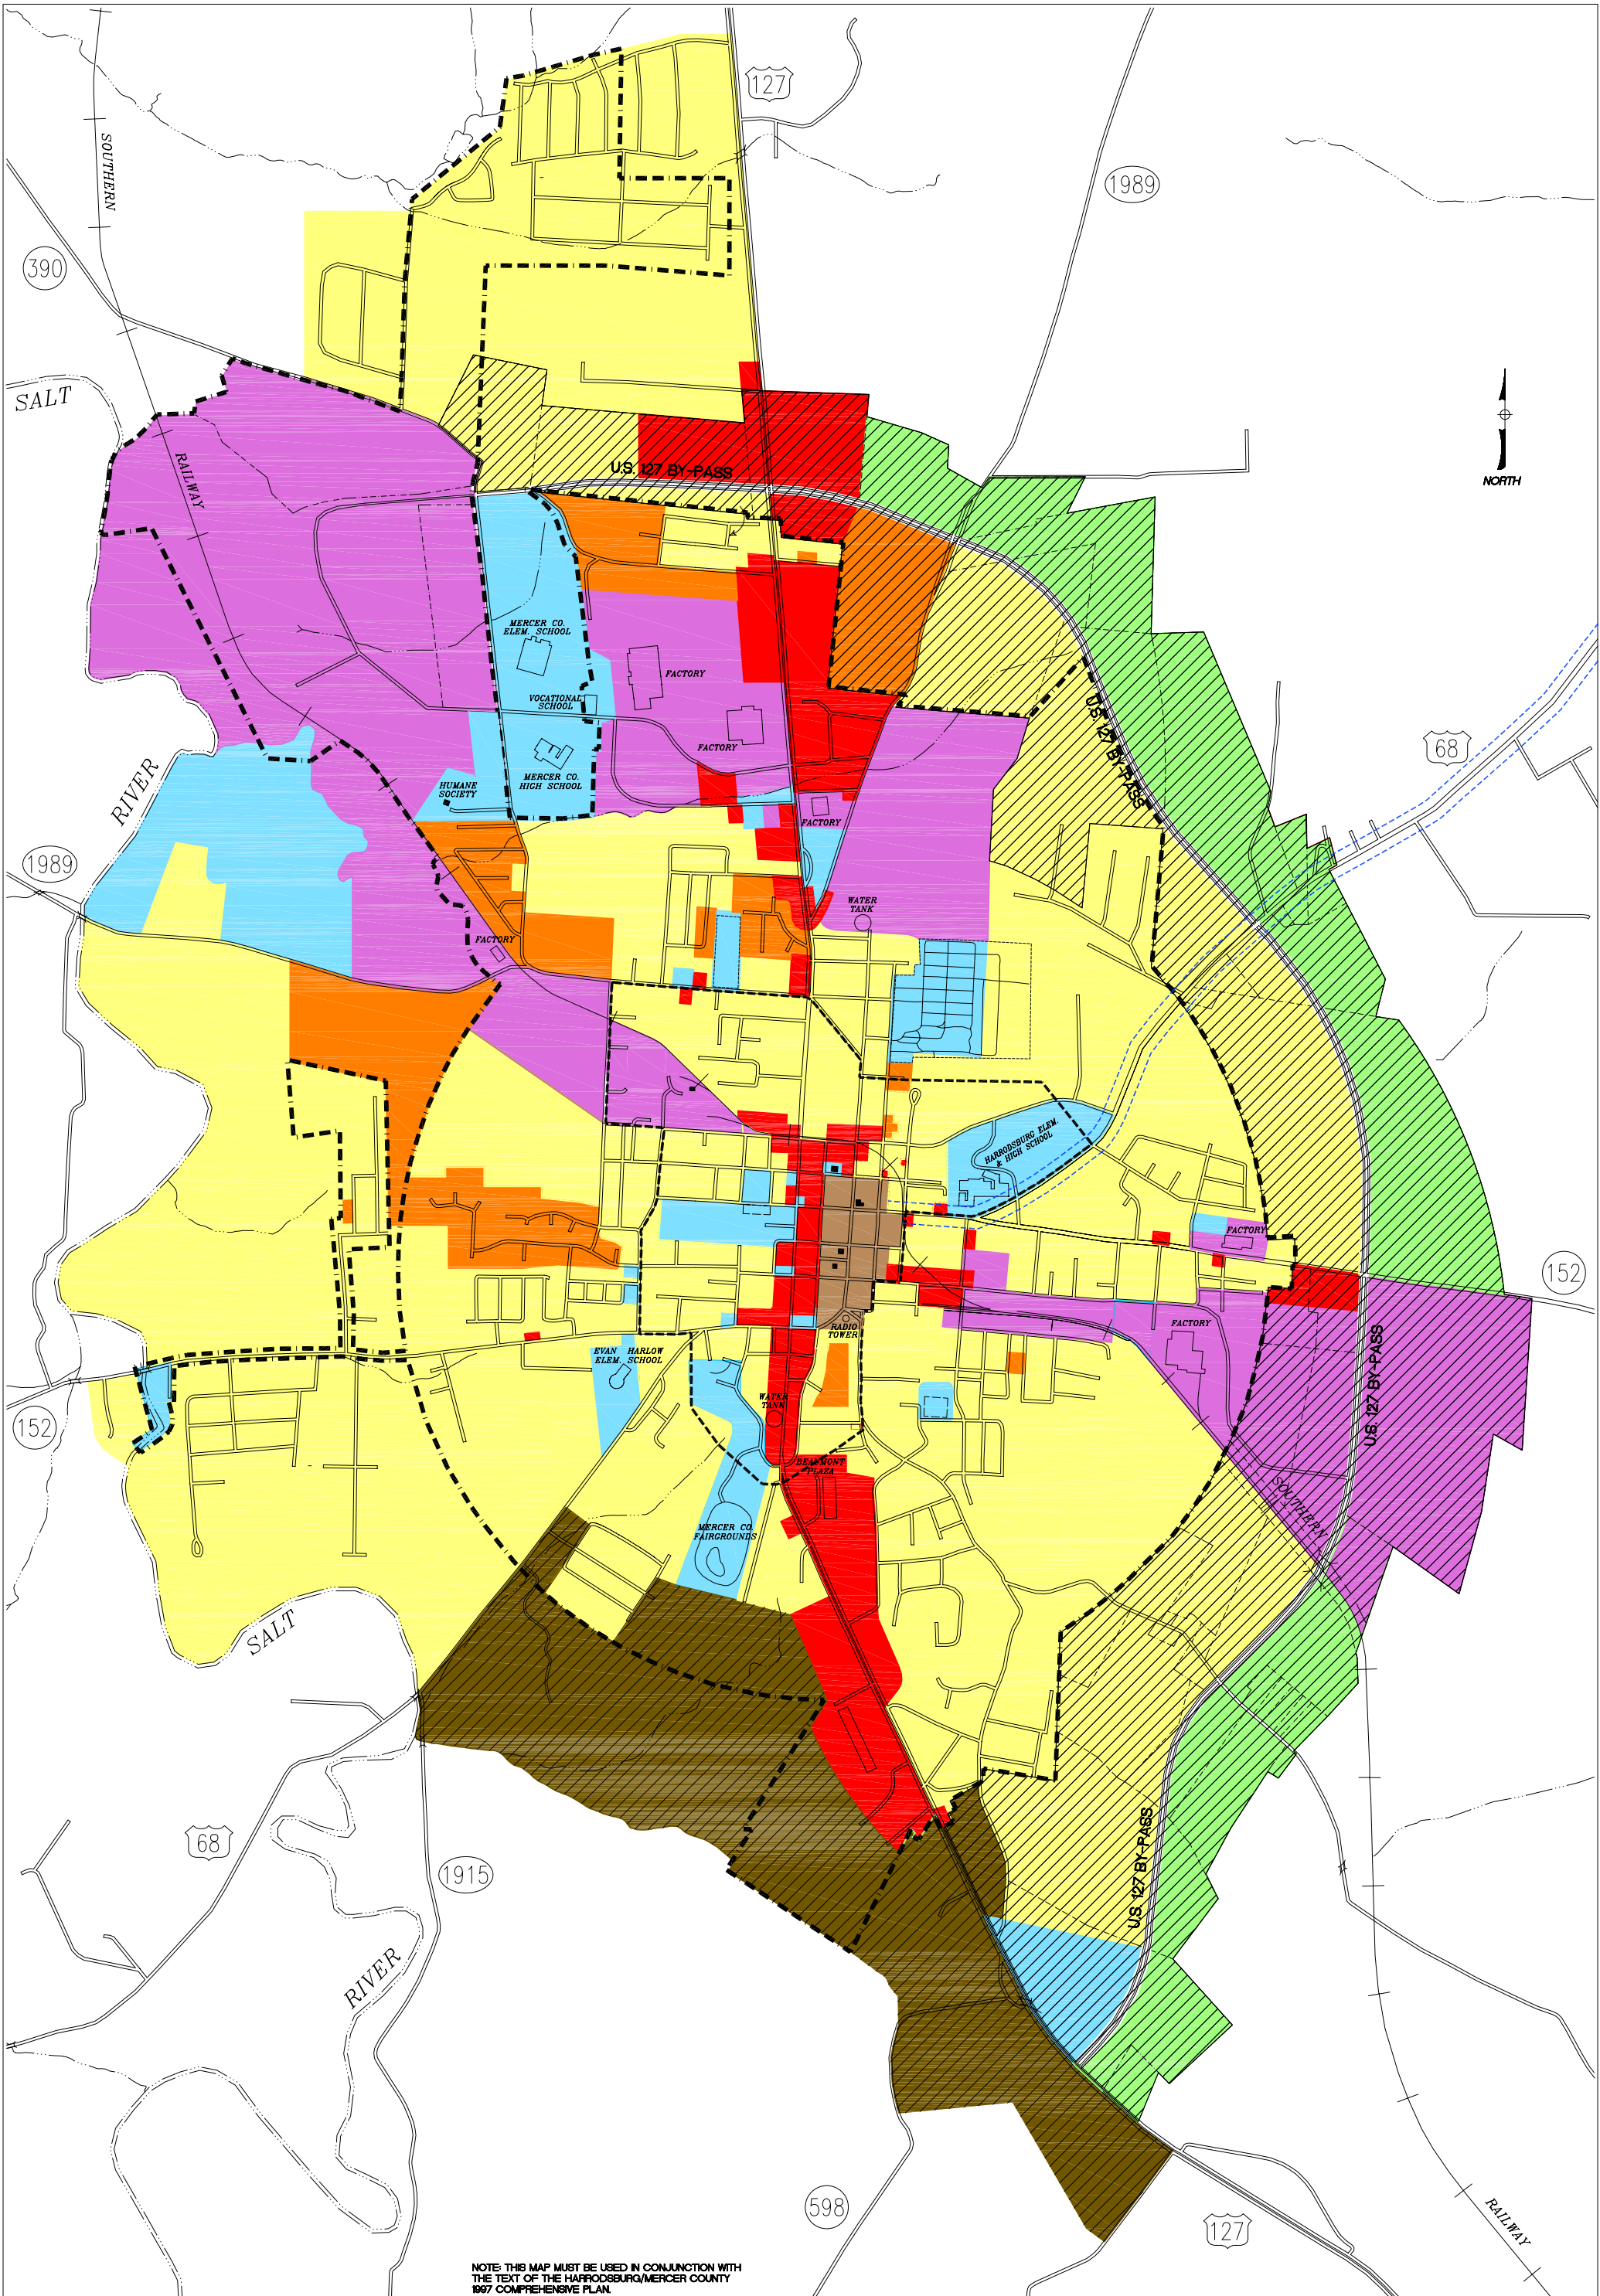 127
SOUTHERN
1989
390
SALT
NORTH
U.S. 127 BY-PASS
RAILWAY
MERCER CO.
ELEM. SCHOOL
FACTORY
VOCATIONAL
SCHOOL
U.S. 127 BY-PASS
FACTORY
68
RIVER
HUMANE
SOCIETY
MERCER CO.
HIGH SCHOOL
FACTORY
1989
WATER
TANK
FACTORY
HARRODSBURG ELEM.
& HIGH SCHOOL
FACTORY
152
RADIO
TOWER
FACTORY
EVAN HARLOW
ELEM. SCHOOL
U.S. 127 BY-PASS
WATER
TANK
152
BEAUMONT
PLAZA
SOUTHERN
MERCER CO.
FAIRGROUNDS
SALT
68
1915
U.S. 127 BY-PASS
RIVER
598
127
RAILWAY
NOTE: THIS MAP MUST BE USED IN CONJUNCTION WITH
THE TEXT OF THE HARRODSBURG/MERCER COUNTY
1997 COMPREHENSIVE PLAN.